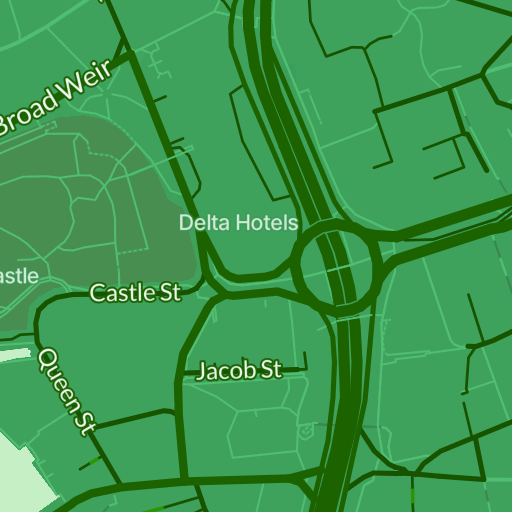 Broad Weir
Delta Hotels
astle
Castle St
Jacob St
Queen St